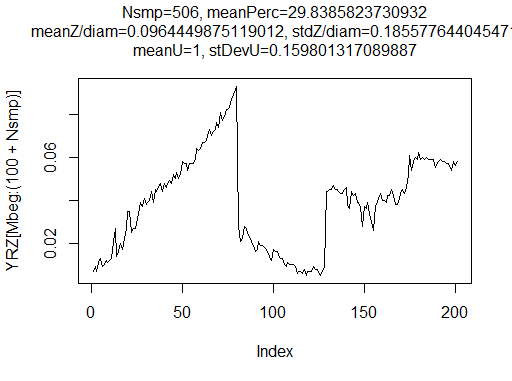 Nsmp=506, meanPerc=29.8385823730932
meanZ/diam=0.0964449875119012, stdZ/diam=0.18557764404547
meanU=1, stDevU=0.159801317089887
YRZ[Mbeg:(100 + Nsmp)]
0.06
0.02
0 50 100 150 200
Index